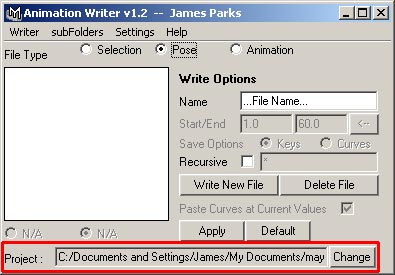 Animation Writer v1.2 -- James Parks
Writer subFolders Settings Help
File Type Selection Pose Animation
Write Options
Name ...File Name...
Start/End 1.0 60.0 <--
Save Options Keys Curves
Recursive *
Write New File Delete File
Paste Curves at Current Values
N/A N/A Apply Default
Project : C:/Documents and Settings/James/My Documents/may Change